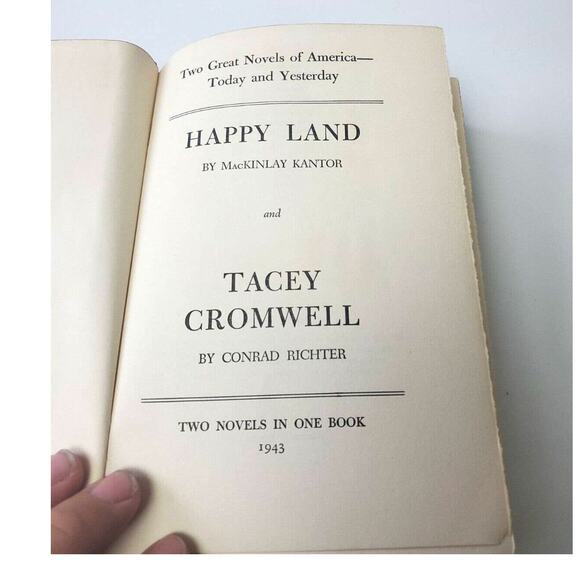 Two Great Novels of America—
Today and Yesterday
HAPPY LAND
BY MacKINLAY KANTOR
and
TACEY
CROMWELL
BY CONRAD RICHTER
TWO NOVELS IN ONE BOOK
1943